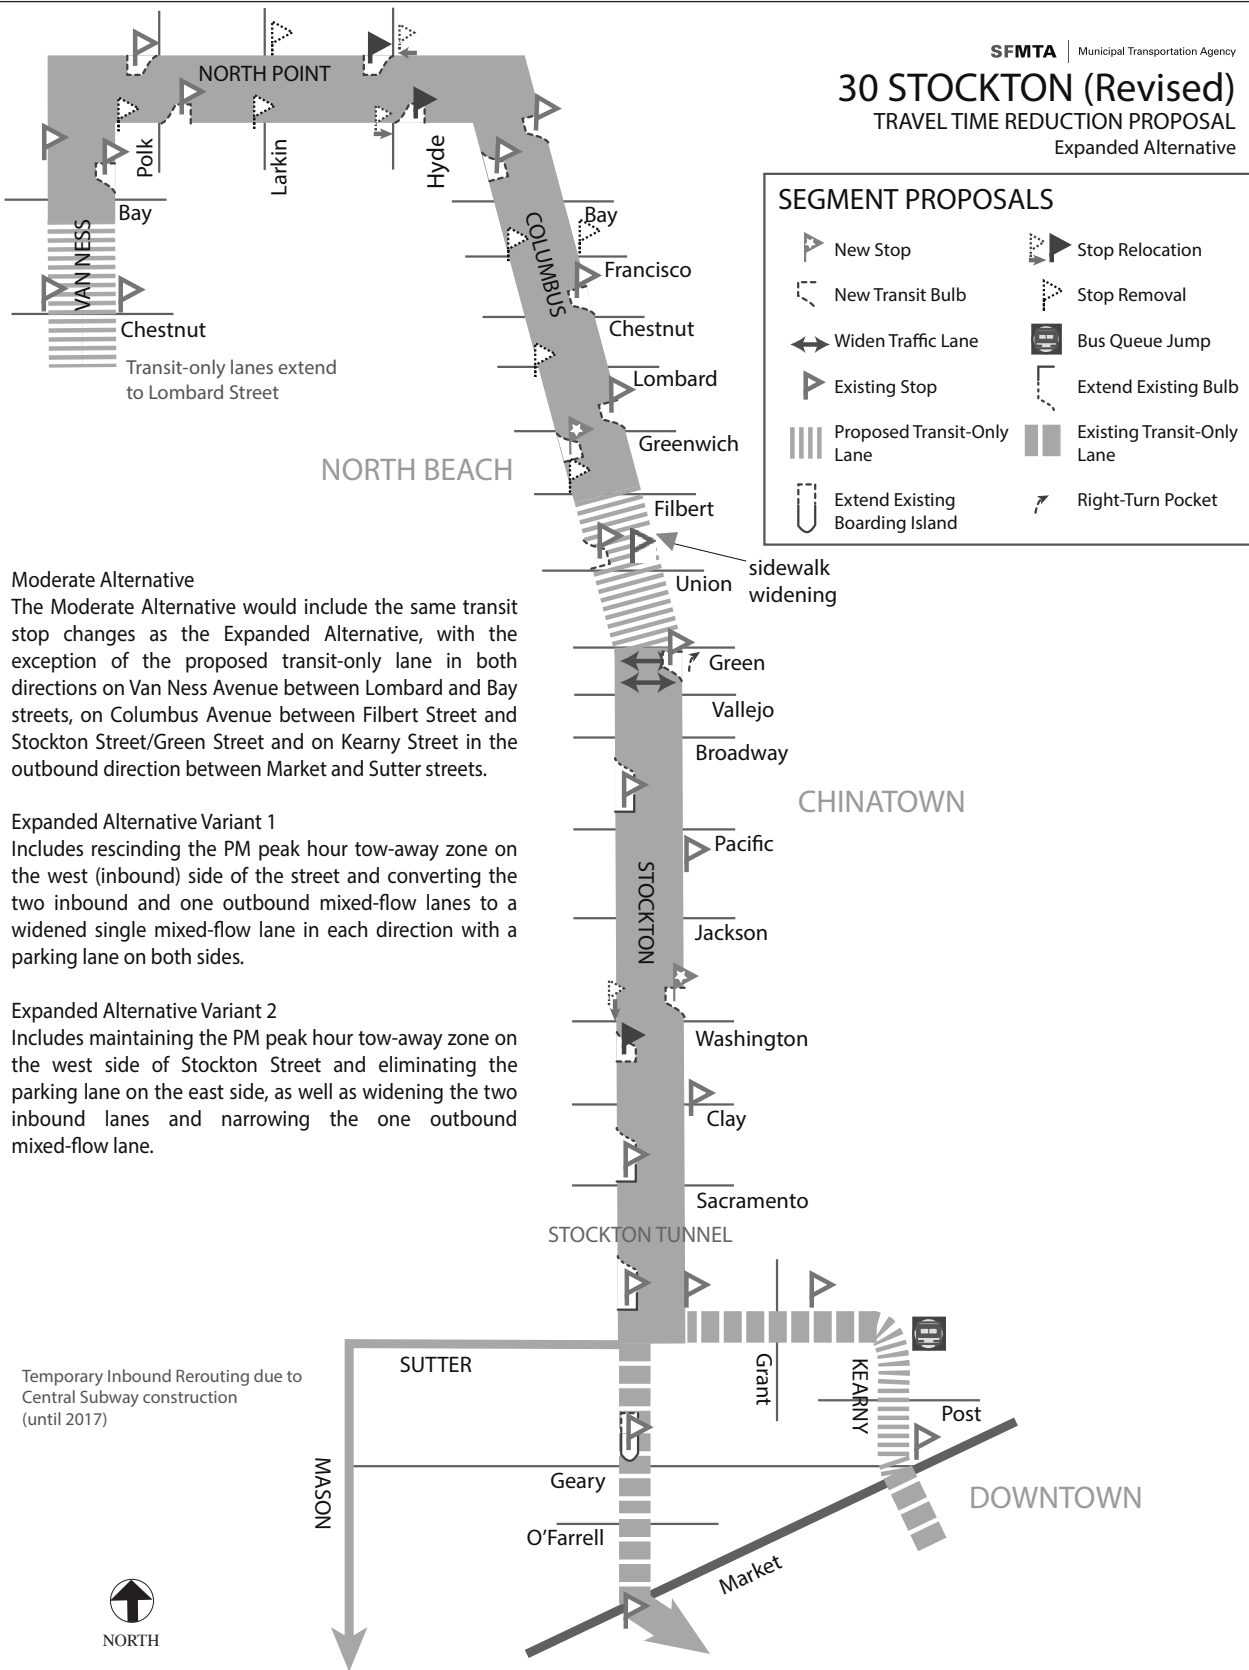 SFMTA | Municipal Transportation Agency
30 STOCKTON (Revised)
TRAVEL TIME REDUCTION PROPOSAL
Expanded Alternative
SEGMENT PROPOSALS
New Stop
Stop Relocation
New Transit Bulb
Stop Removal
Widen Traffic Lane
Bus Queue Jump
Existing Stop
Extend Existing Bulb
Proposed Transit-Only
Lane
Existing Transit-Only
Lane
Extend Existing
Boarding Island
Right-Turn Pocket
NORTH POINT
Polk
Larkin
Hyde
Bay
VAN NESS
Chestnut
Transit-only lanes extend
to Lombard Street
COLUMBUS
Bay
Francisco
Chestnut
Lombard
Greenwich
NORTH BEACH
Filbert
Union
sidewalk
widening
Green
Vallejo
Broadway
CHINATOWN
Pacific
STOCKTON
Jackson
Washington
Clay
Sacramento
STOCKTON TUNNEL
Moderate Alternative
The Moderate Alternative would include the same transit
stop changes as the Expanded Alternative, with the
exception of the proposed transit-only lane in both
directions on Van Ness Avenue between Lombard and Bay
streets, on Columbus Avenue between Filbert Street and
Stockton Street/Green Street and on Kearny Street in the
outbound direction between Market and Sutter streets.
Expanded Alternative Variant 1
Includes rescinding the PM peak hour tow-away zone on
the west (inbound) side of the street and converting the
two inbound and one outbound mixed-flow lanes to a
widened single mixed-flow lane in each direction with a
parking lane on both sides.
Expanded Alternative Variant 2
Includes maintaining the PM peak hour tow-away zone on
the west side of Stockton Street and eliminating the
parking lane on the east side, as well as widening the two
inbound lanes and narrowing the one outbound
mixed-flow lane.
SUTTER
Grant
KEARNY
Post
Temporary Inbound Rerouting due to
Central Subway construction
(until 2017)
MASON
Geary
DOWNTOWN
O'Farrell
Market
NORTH